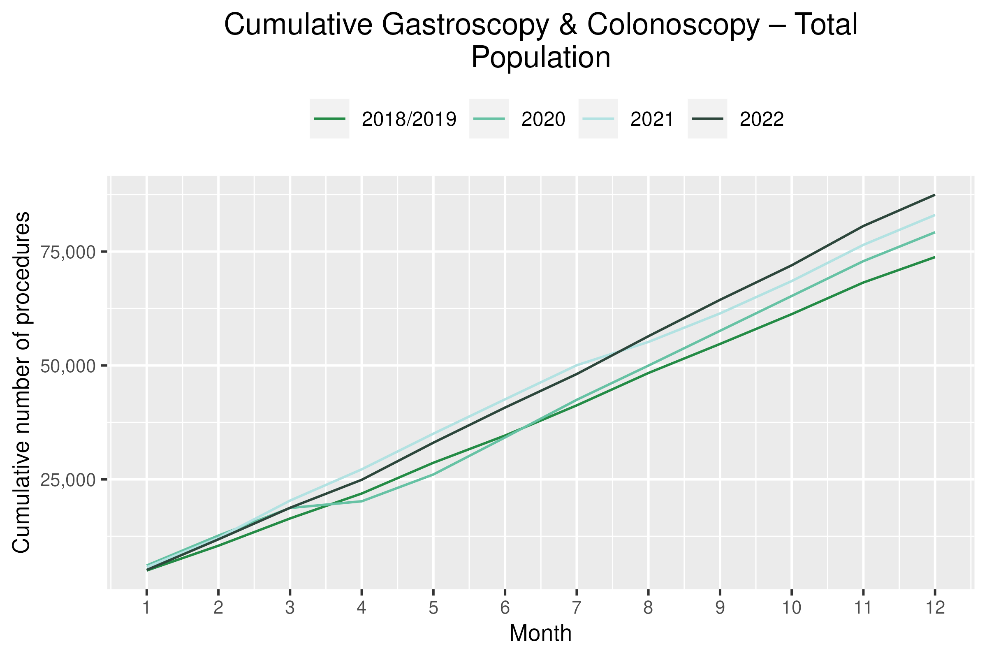 Cumulative Gastroscopy & Colonoscopy – Total
Population
2018/2019 2020 2021 2022
Cumulative number of procedures
75,000
50,000
25,000
1 2 3 4 5 6 7 8 9 10 11 12
Month